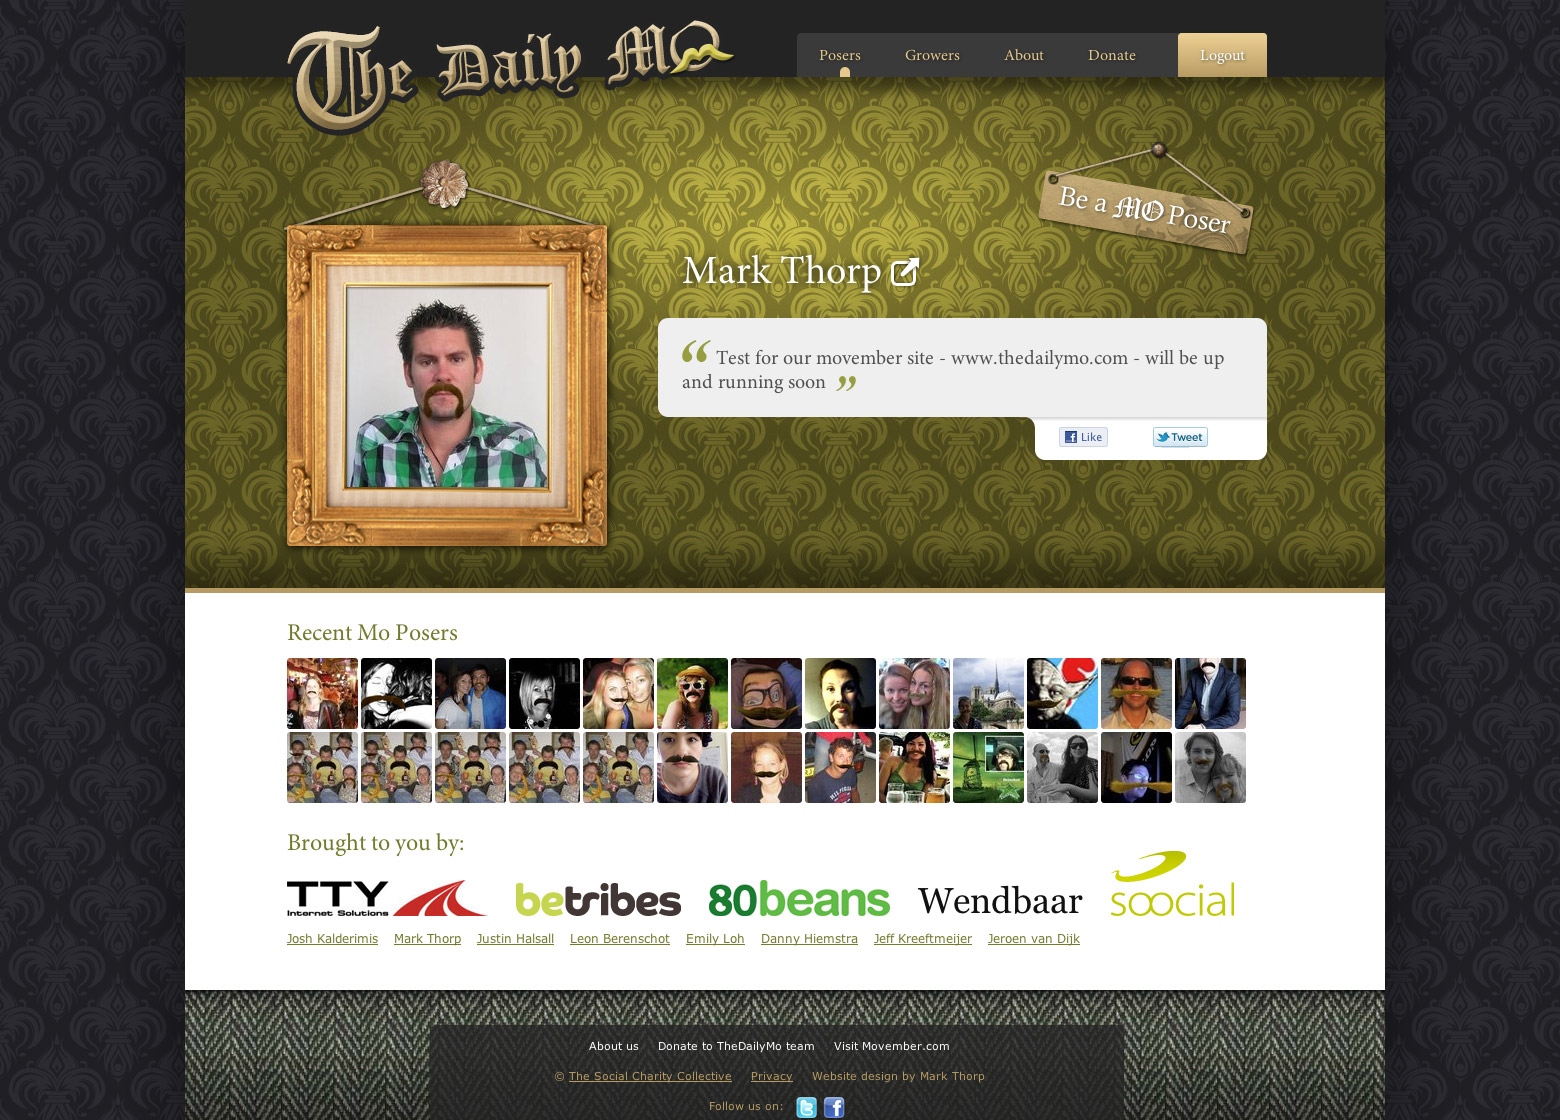 The Daily Mo
Posers Growers About Donate Logout
Be a MO Poser
Mark Thorp
“ Test for our movember site - www.thedailymo.com - will be up
and running soon ”
Like Tweet
Recent Mo Posers
Brought to you by:
TTY
Internet Solutions
betribes
80beans
Wendbaar
soocial
Josh Kalderimis Mark Thorp Justin Halsall Leon Berenschot Emily Loh Danny Hiemstra Jeff Kreeftmeijer Jeroen van Dijk
About us Donate to TheDailyMo team Visit Movember.com
© The Social Charity Collective Privacy Website design by Mark Thorp
Follow us on: